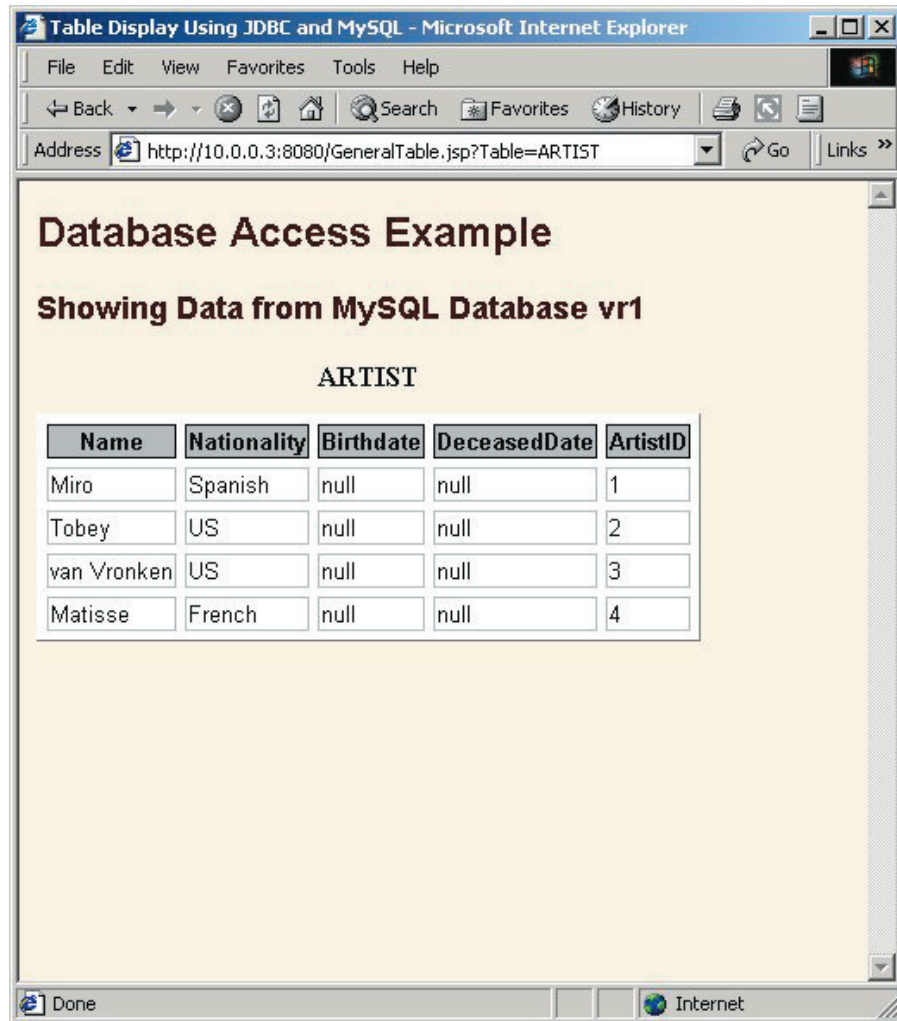 Table Display Using JDBC and MySQL - Microsoft Internet Explorer
File Edit View Favorites Tools Help
Back Search Favorites History
Address http://10.0.0.3:8080/GeneralTable.jsp?Table=ARTIST Go Links »
Database Access Example
Showing Data from MySQL Database vr1
ARTIST
Name Nationality Birthdate DeceasedDate ArtistID
Miro Spanish null null 1
Tobey US null null 2
van Vronken US null null 3
Matisse French null null 4
Done Internet